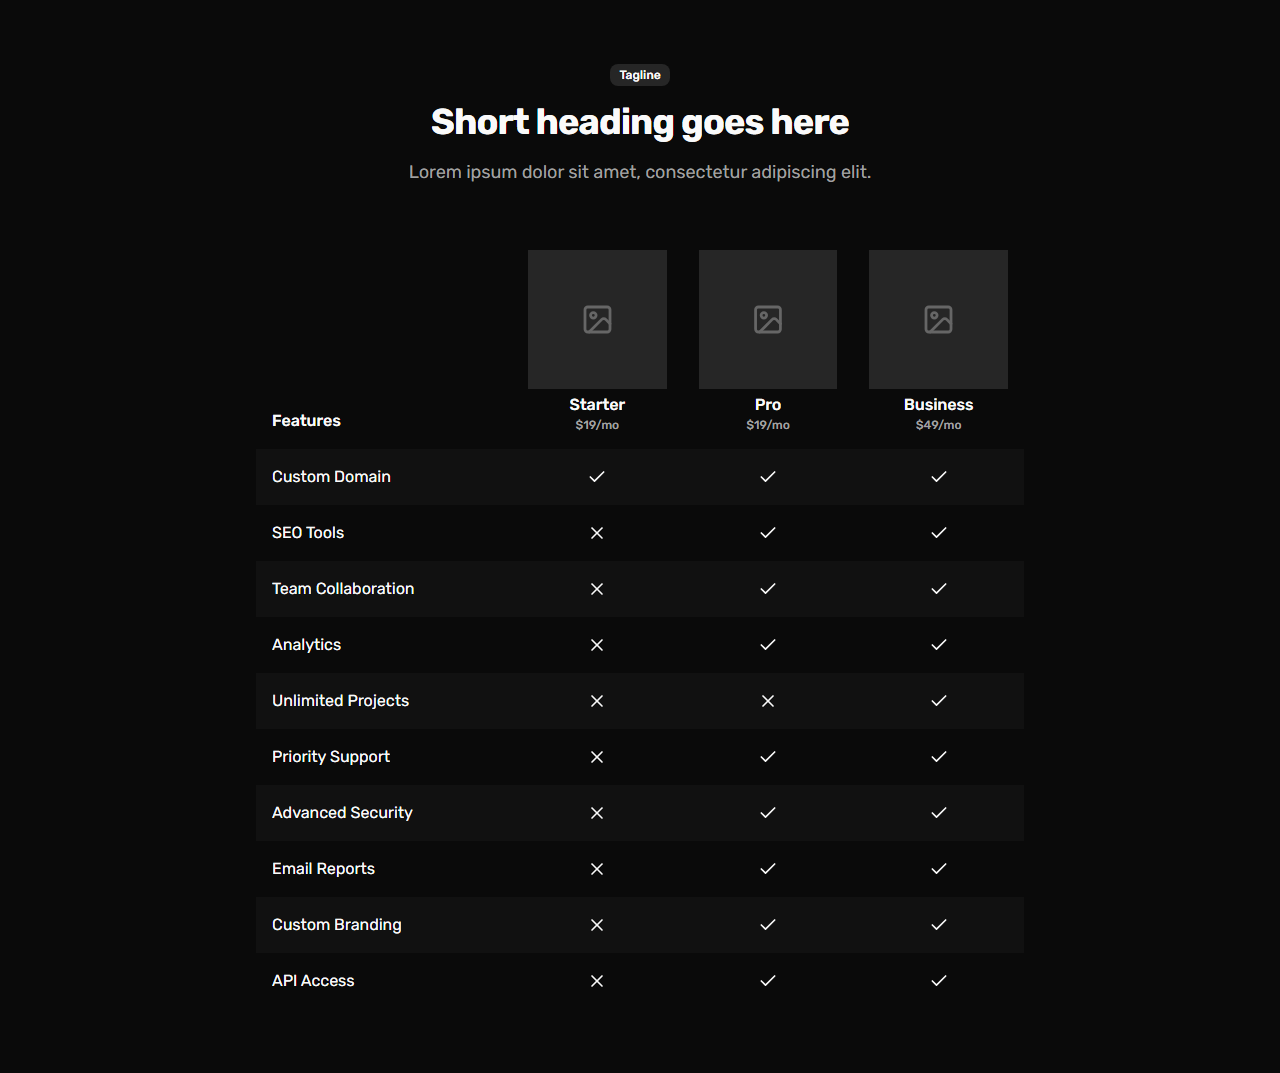 Tagline
Short heading goes here
Lorem ipsum dolor sit amet, consectetur adipiscing elit.
Features
Starter
$19/mo
Pro
$19/mo
Business
$49/mo
Custom Domain
SEO Tools
Team Collaboration
Analytics
Unlimited Projects
Priority Support
Advanced Security
Email Reports
Custom Branding
API Access